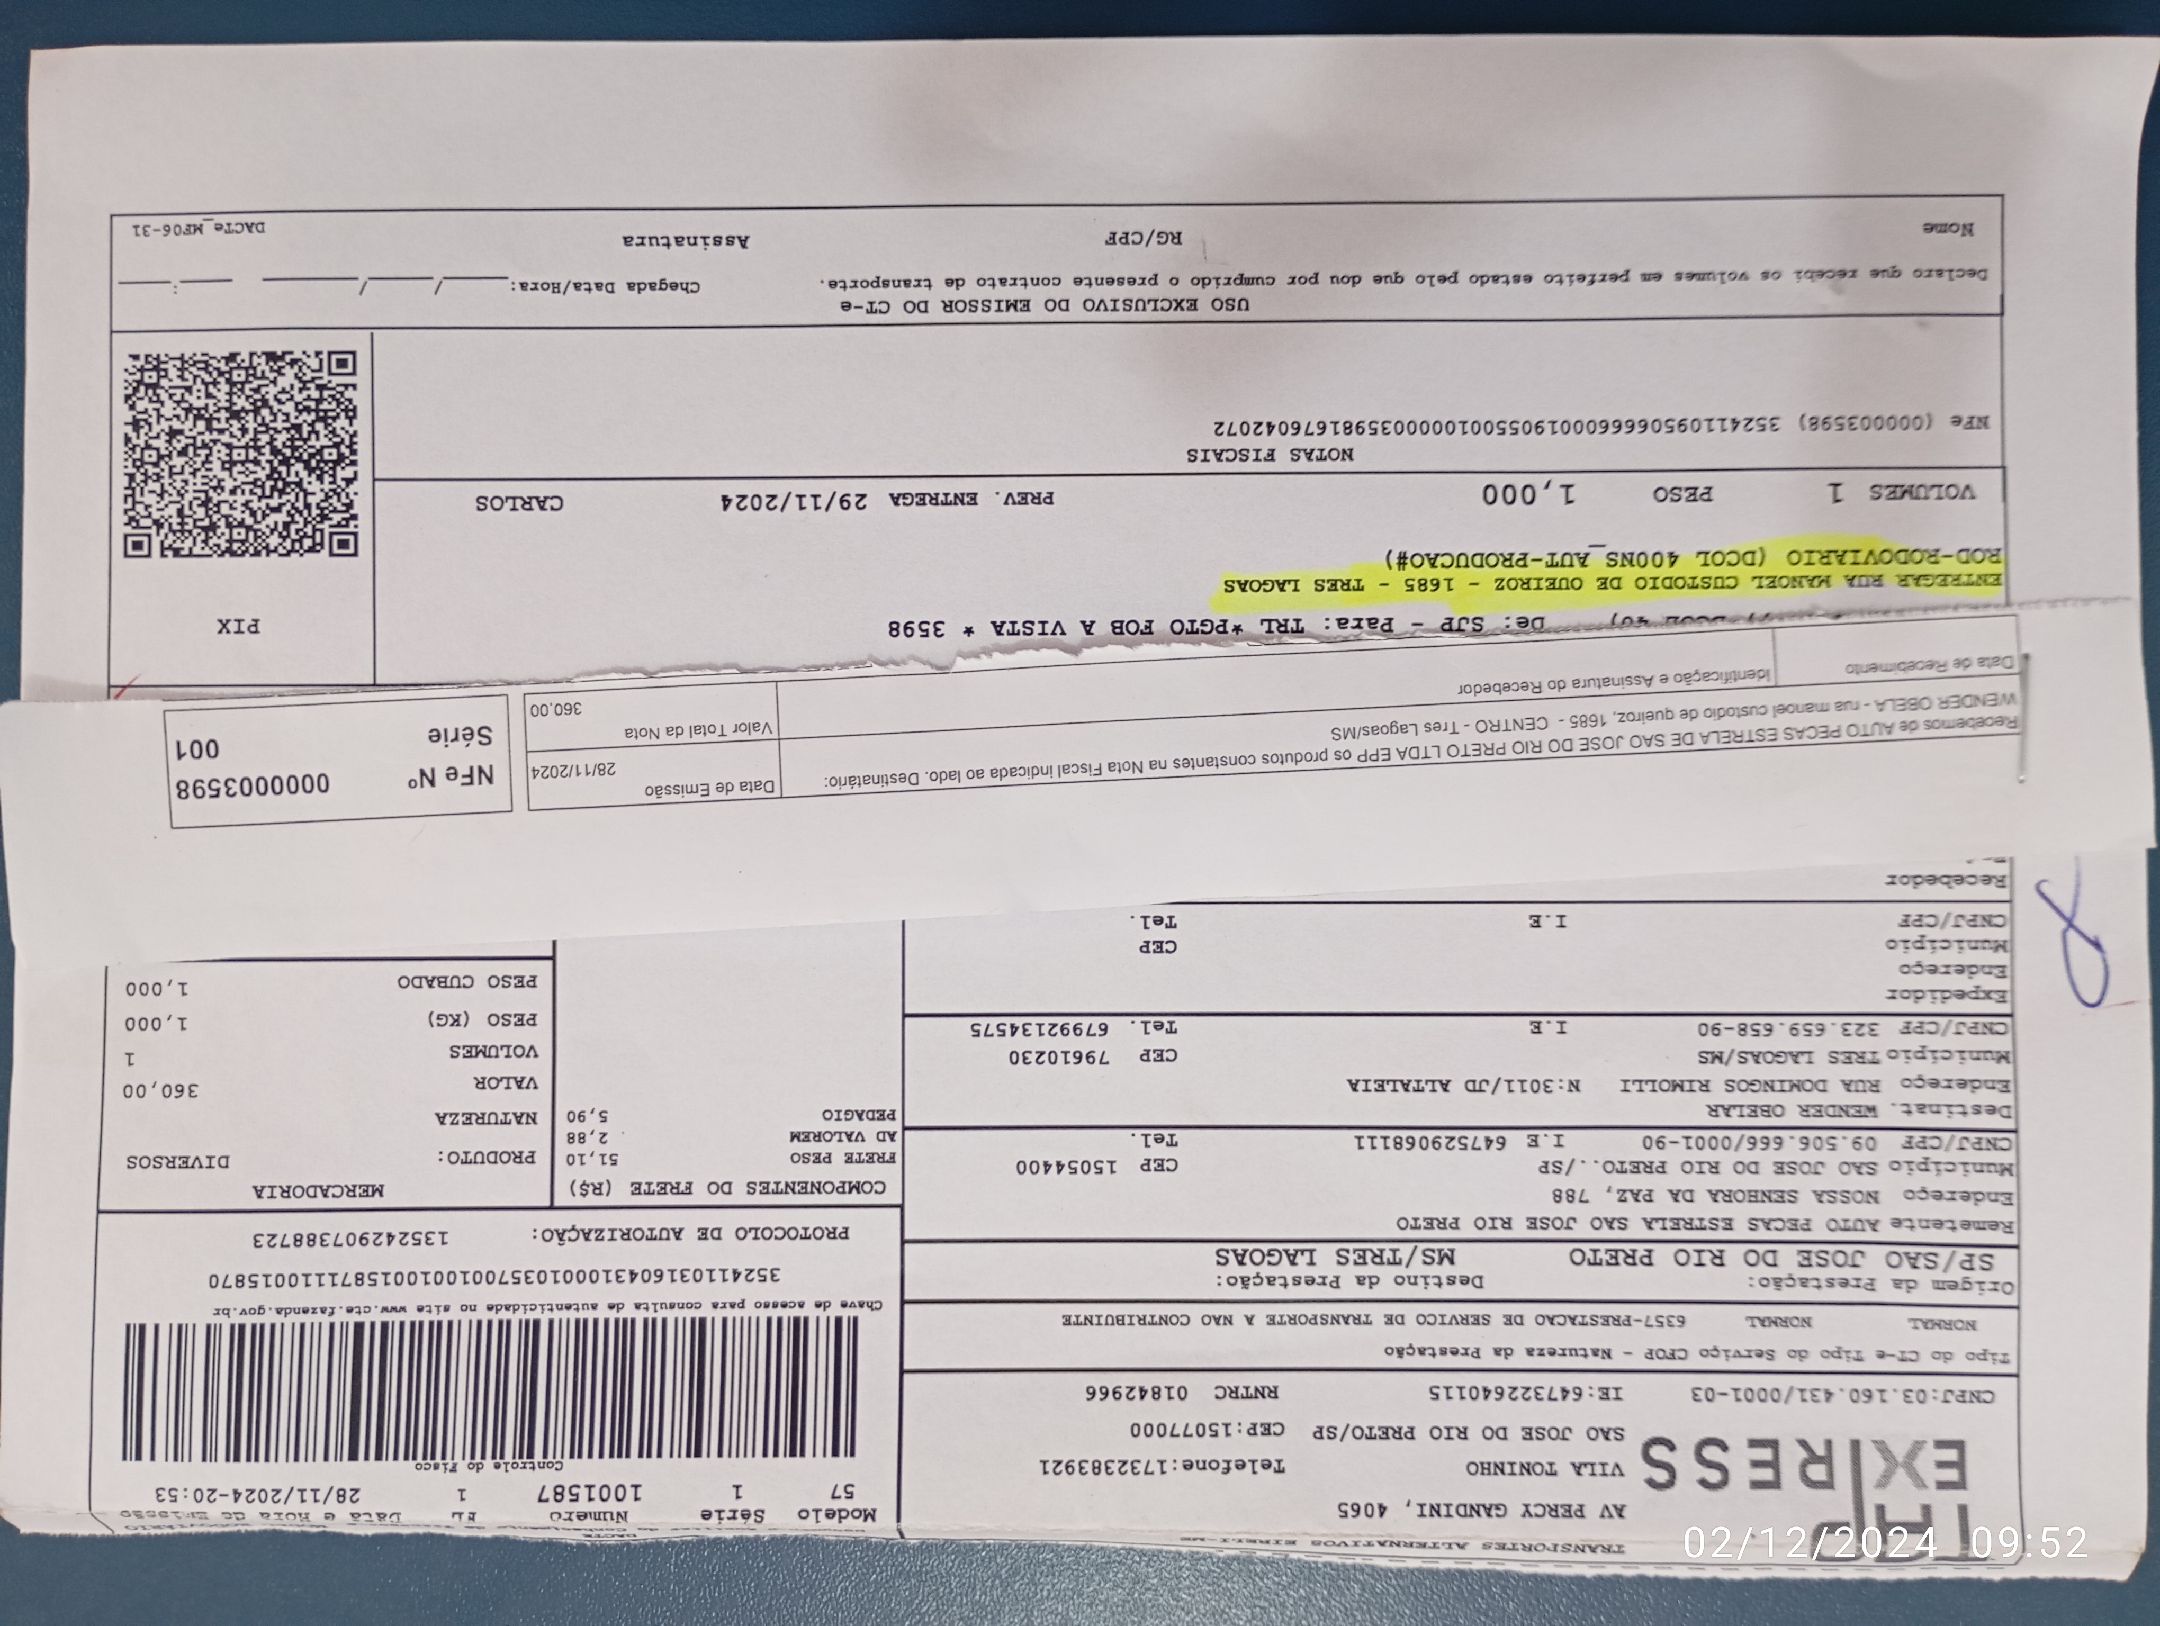 TRANSPORTES ALTERNATIVOS EIRELI-ME
TAP
EXPRESS
AV PERCY GANDINI, 4065
VILA TONINHO Telefone:1732383921
SAO JOSE DO RIO PRETO/SP CEP:15077000
CNPJ:03.160.431/0001-03 IE:647322640115 RNTRC 01842966
Tipo do CT-e Tipo do Serviço CFOP - Natureza da Prestação
NORMAL NORMAL 6357-PRESTACAO DE SERVICO DE TRANSPORTE A NAO CONTRIBUINTE
Origem da Prestação: Destino da Prestação:
SP/SAO JOSE DO RIO PRETO MS/TRES LAGOAS
Remetente AUTO PECAS ESTRELA SAO JOSE RIO PRETO
Endereço NOSSA SENHORA DA PAZ, 788
Município SAO JOSE DO RIO PRETO../SP CEP 15054400
CNPJ/CPF 09.506.666/0001-90 I.E 647529068111 Tel.
Destinat. WENDER OBELAR
Endereço RUA DOMINGOS RIMOLLI N:3011/JD ALTALEIA
Município TRES LAGOAS/MS CEP 79610230
CNPJ/CPF 323.659.658-90 I.E Tel. 67992134575
Expedidor
Endereço
Município CEP
CNPJ/CPF I.E Tel.
Recebedor
DACTE
Modelo Série Número FL Data e Hora de Emissão
57 1 1001587 1 28/11/2024-20:53
Controle do Fisco
Chave de acesso para consulta de autenticidade no site www.cte.fazenda.gov.br
35241103160431000103570010010015871110015870
PROTOCOLO DE AUTORIZAÇÃO: 135242907388723
COMPONENTES DO FRETE (R$)
FRETE PESO 51,10
AD VALOREM 2,88
PEDAGIO 5,90
MERCADORIA
PRODUTO: DIVERSOS
NATUREZA
VALOR 360,00
VOLUMES 1
PESO (KG) 1,000
PESO CUBADO 1,000
Recebemos de AUTO PECAS ESTRELA DE SAO JOSE DO RIO PRETO LTDA EPP os produtos constantes na Nota Fiscal indicada ao lado. Destinatário:
WENDER OBELA - rua manoel custodio de queiroz, 1685 - CENTRO - Tres Lagoas/MS
Data de Recebimento Identificação e Assinatura do Recebedor
Data de Emissão 28/11/2024
Valor Total da Nota 360,00
NFe Nº 000003598
Série 001
De: SJP - Para: TRL *PGTO FOB A VISTA * 3598
ENTREGAR RUA MANOEL CUSTODIO DE QUEIROZ - 1685 - TRES LAGOAS
ROD-RODOVIARIO (DCOL 400NS_AUT-PRODUCAO#)
VOLUMES 1 PESO 1,000 PREV. ENTREGA 29/11/2024 CARLOS
PIX
NOTAS FISCAIS
NFe (000003598) 35241109506666000190550010000035981676042072
USO EXCLUSIVO DO EMISSOR DO CT-e
Declaro que recebi os volumes em perfeito estado pelo que dou por cumprido o presente contrato de transporte. Chegada Data/Hora: ____/____/____ ___:___
Nome RG/CPF Assinatura
DACTe_MF06-31
02/12/2024 09:52